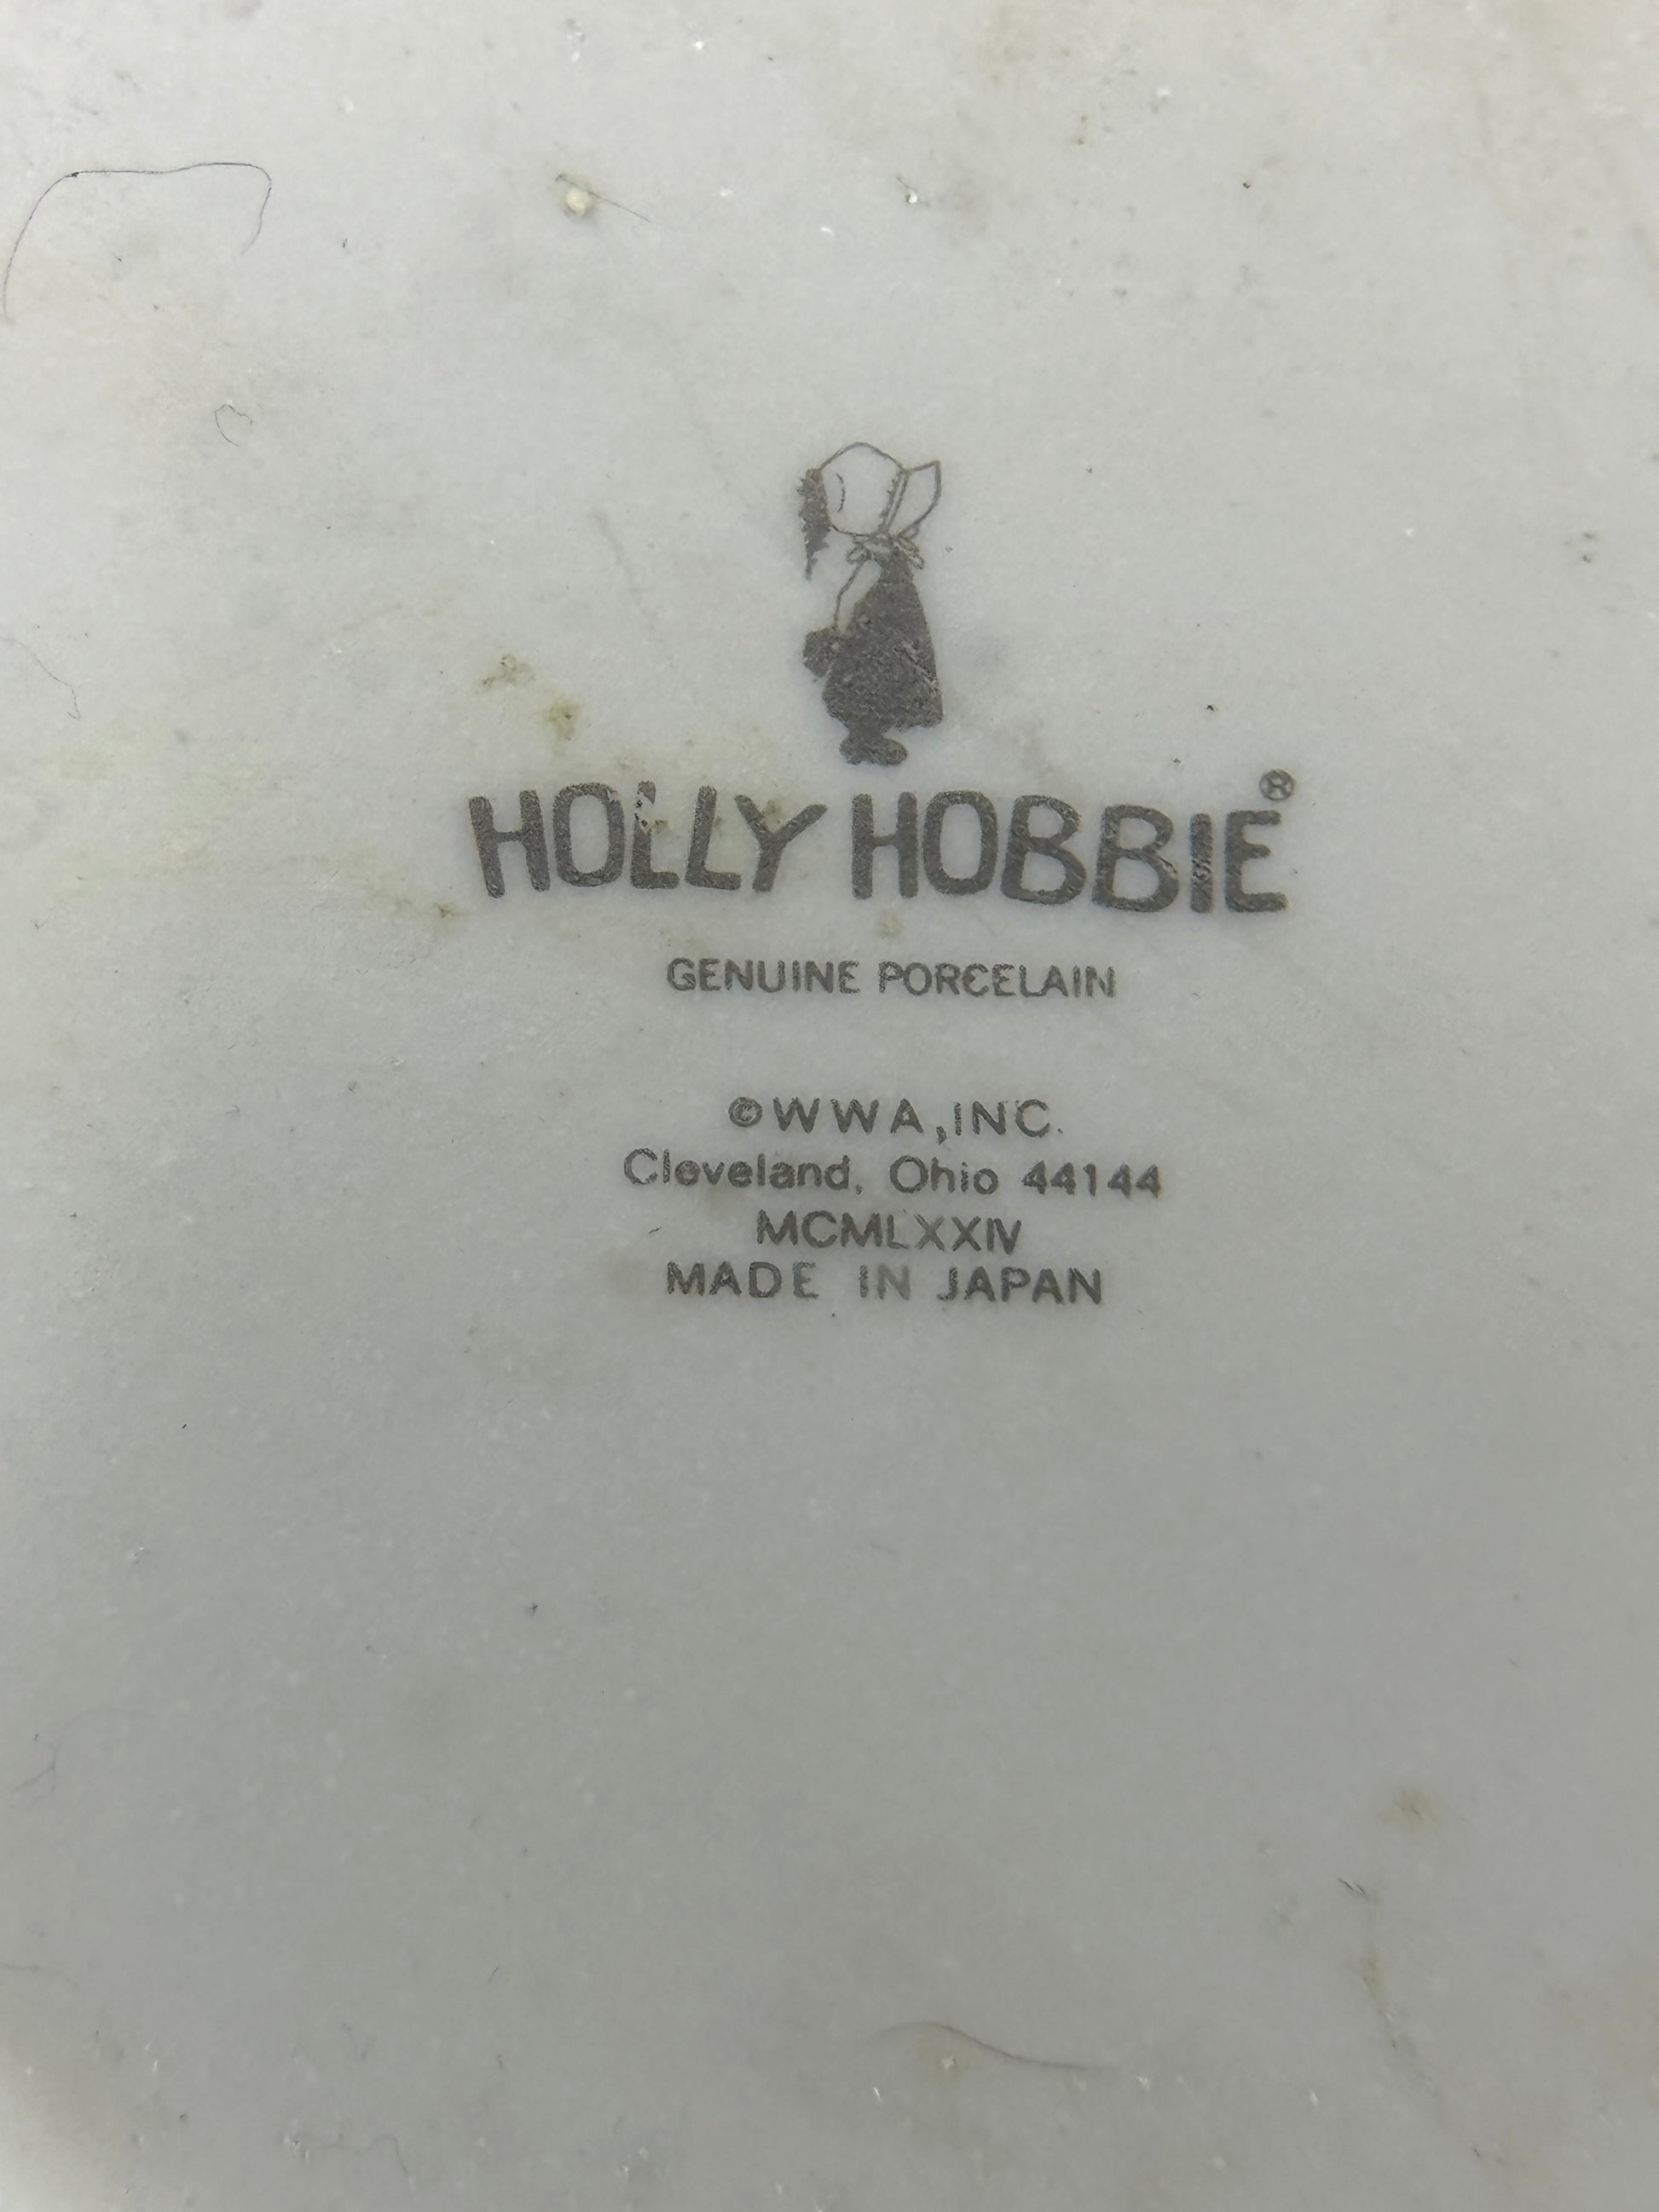 HOLLY HOBBIE®
GENUINE PORCELAIN
©WWA,INC.
Cleveland, Ohio 44144
MCMLXXIV
MADE IN JAPAN